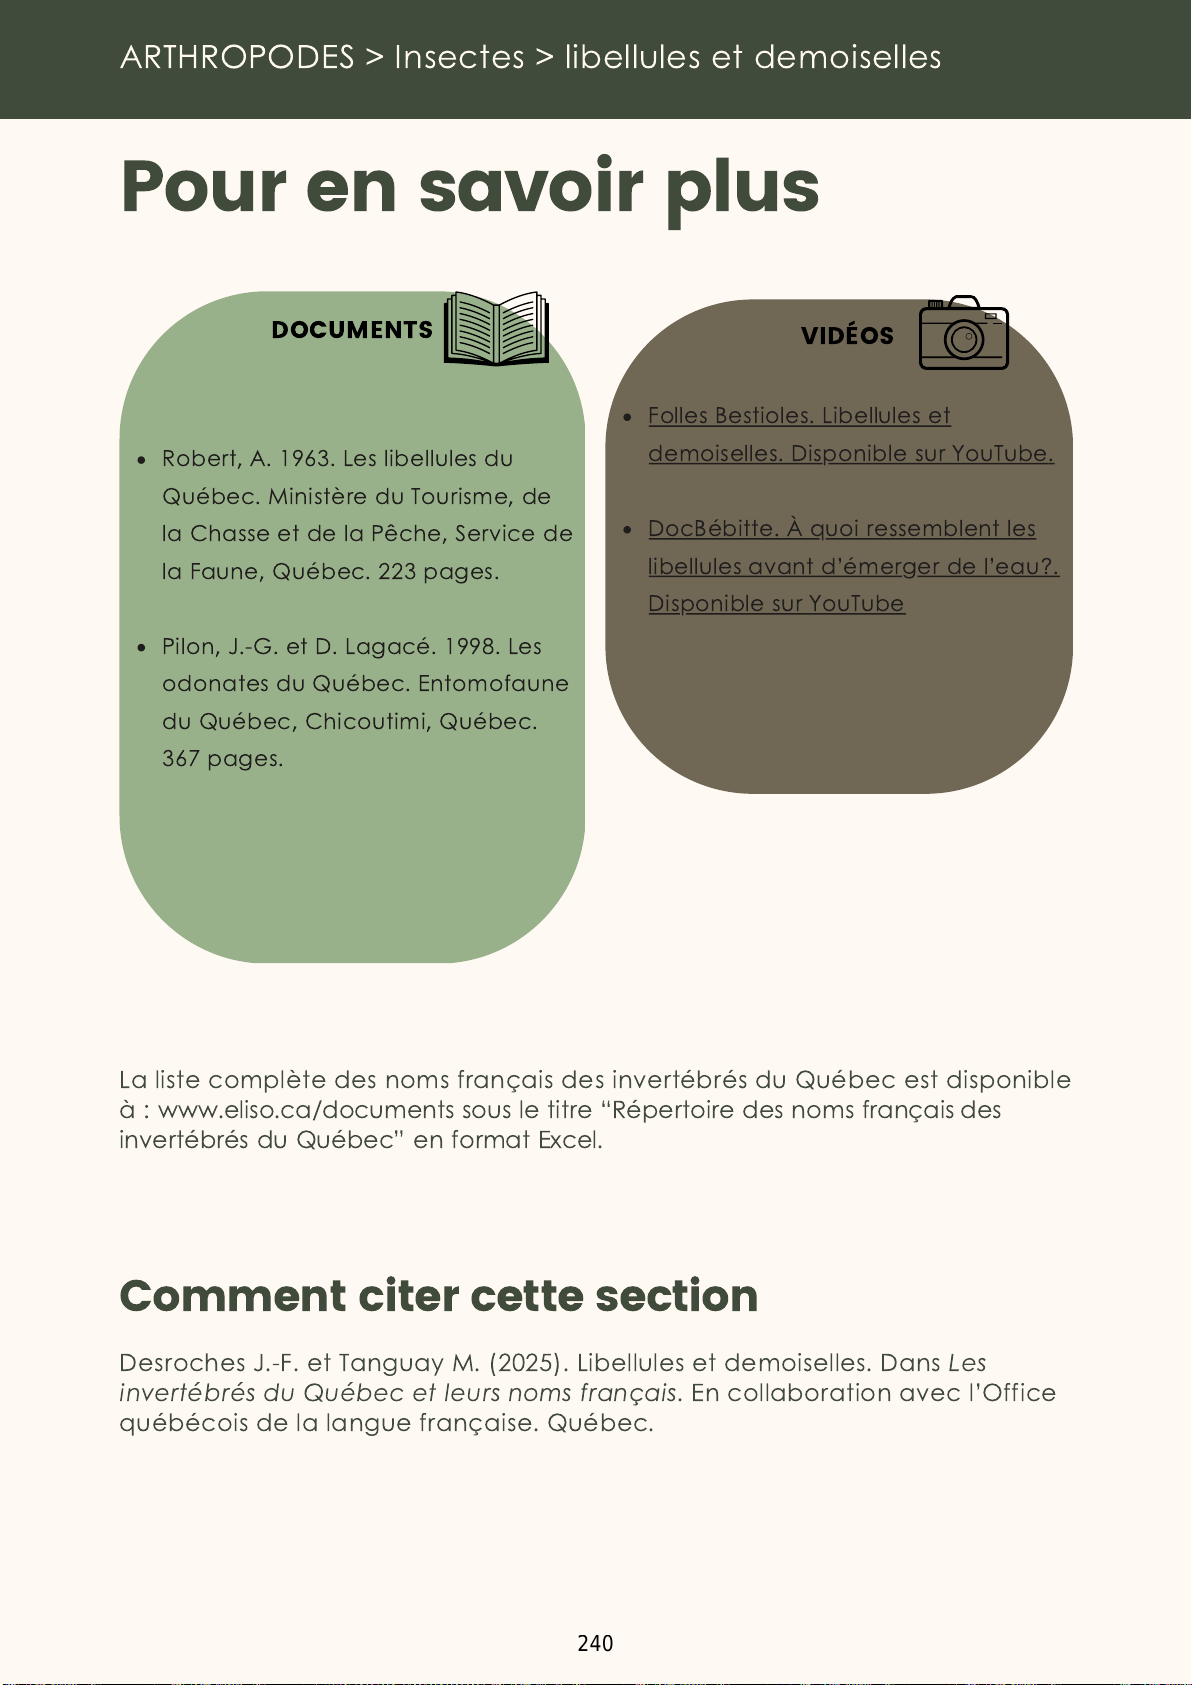 ARTHROPODES > Insectes > libellules et demoiselles
Pour en savoir plus
DOCUMENTS
Robert, A. 1963. Les libellules du
Québec. Ministère du Tourisme, de
la Chasse et de la Pêche, Service de
la Faune, Québec. 223 pages.
Pilon, J.-G. et D. Lagacé. 1998. Les
odonates du Québec. Entomofaune
du Québec, Chicoutimi, Québec.
367 pages.
VIDÉOS
Folles Bestioles. Libellules et
demoiselles. Disponible sur YouTube.
DocBébitte. À quoi ressemblent les
libellules avant d’émerger de l’eau?.
Disponible sur YouTube
La liste complète des noms français des invertébrés du Québec est disponible
à : www.eliso.ca/documents sous le titre “Répertoire des noms français des
invertébrés du Québec” en format Excel.
Comment citer cette section
Desroches J.-F. et Tanguay M. (2025). Libellules et demoiselles. Dans Les
invertébrés du Québec et leurs noms français. En collaboration avec l’Office
québécois de la langue française. Québec.
240